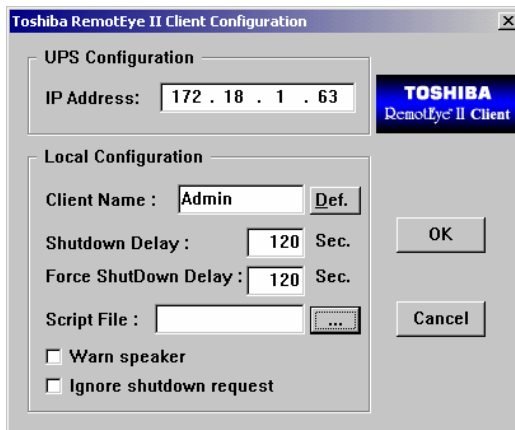 Toshiba RemotEye II Client Configuration
UPS Configuration
IP Address: 172 . 18 . 1 . 63
TOSHIBA
RemotEye II Client
Local Configuration
Client Name : Admin Def.
Shutdown Delay : 120 Sec.
Force ShutDown Delay : 120 Sec.
Script File : ...
Warn speaker
Ignore shutdown request
OK
Cancel